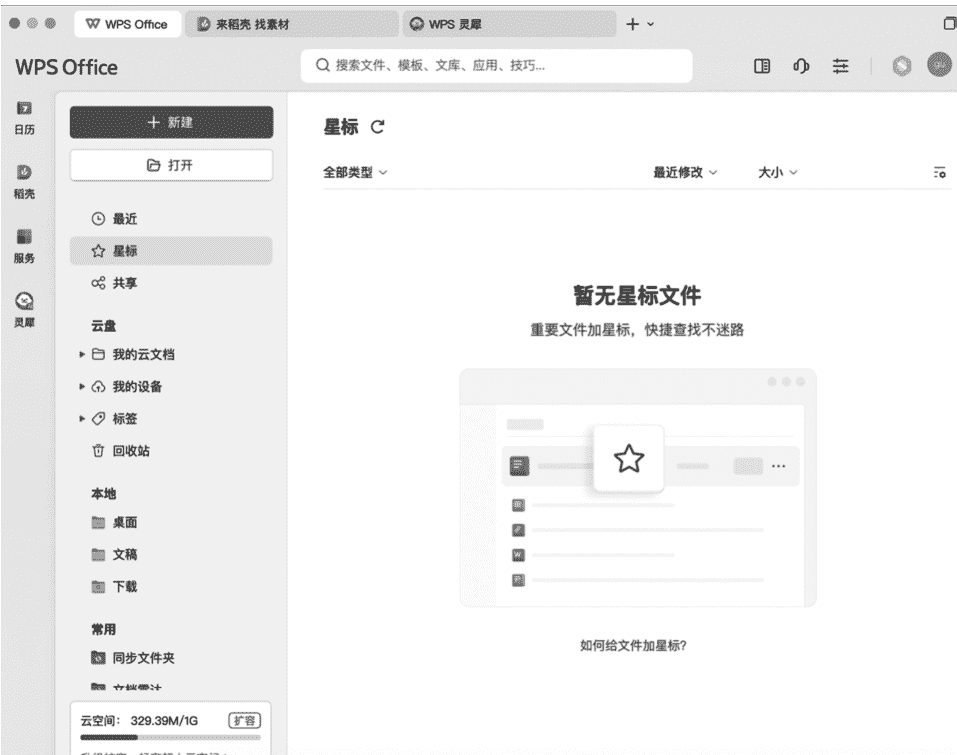 WPS Office
来稻壳 找素材
WPS 灵犀
WPS Office
搜索文件、模板、文库、应用、技巧...
日历
稻壳
服务
灵犀
新建
打开
最近
星标
共享
云盘
我的云文档
我的设备
标签
回收站
本地
桌面
文稿
下载
常用
同步文件夹
云空间： 329.39M/1G
扩容
星标
全部类型
最近修改
大小
暂无星标文件
重要文件加星标，快捷查找不迷路
W
如何给文件加星标?